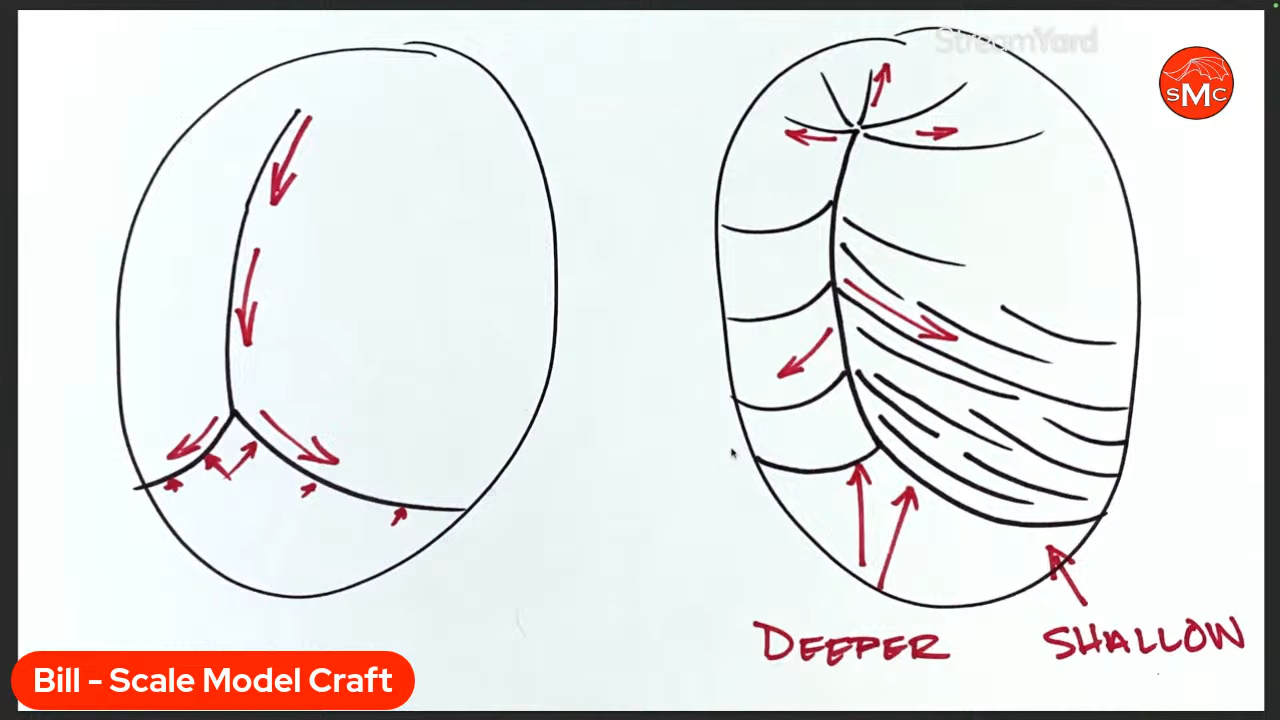 StreamYard
SMC
DEEPER
SHALLOW
Bill - Scale Model Craft